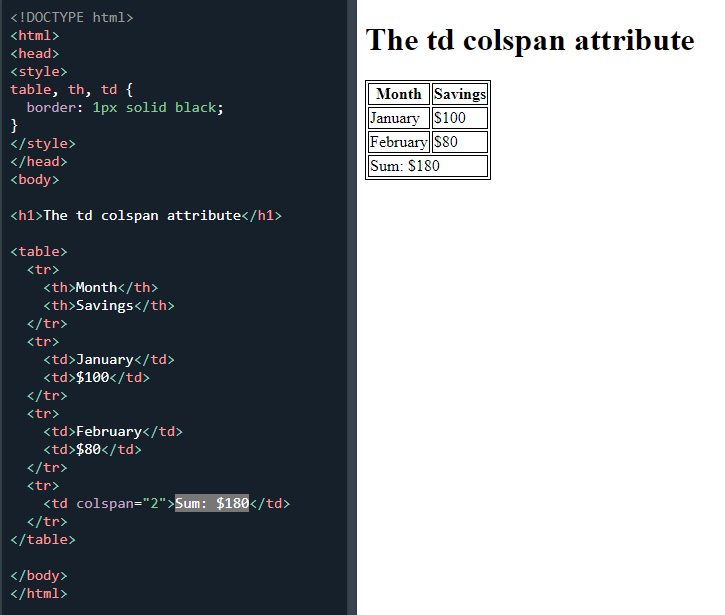 <!DOCTYPE html>
<html>
<head>
<style>
table, th, td {
  border: 1px solid black;
}
</style>
</head>
<body>

<h1>The td colspan attribute</h1>

<table>
  <tr>
    <th>Month</th>
    <th>Savings</th>
  </tr>
  <tr>
    <td>January</td>
    <td>$100</td>
  </tr>
  <tr>
    <td>February</td>
    <td>$80</td>
  </tr>
  <tr>
    <td colspan="2">Sum: $180</td>
  </tr>
</table>

</body>
</html>
The td colspan attribute
Month Savings
January $100
February $80
Sum: $180